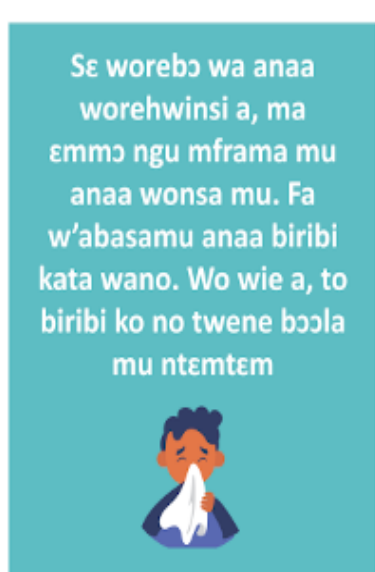 Sɛ worebɔ wa anaa
worehwinsi a, ma
ɛmmɔ ngu mframa mu
anaa wonsa mu. Fa
w’abasamu anaa biribi
kata wano. Wo wie a, to
biribi ko no twene bɔɔla
mu ntɛmtɛm